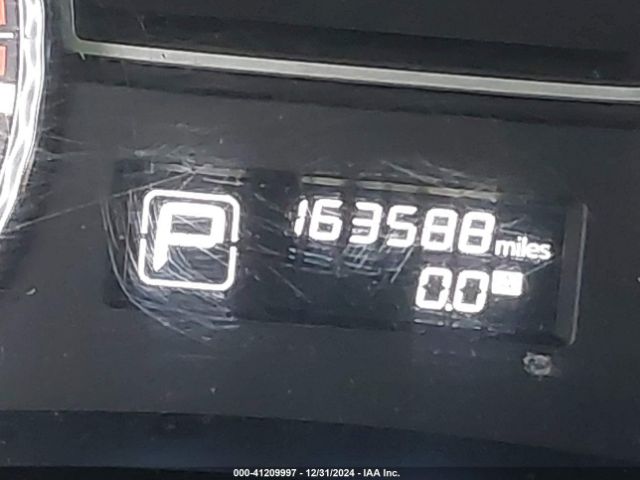 P
163588 miles
0.0
000-41209997 - 12/31/2024 - IAA Inc.